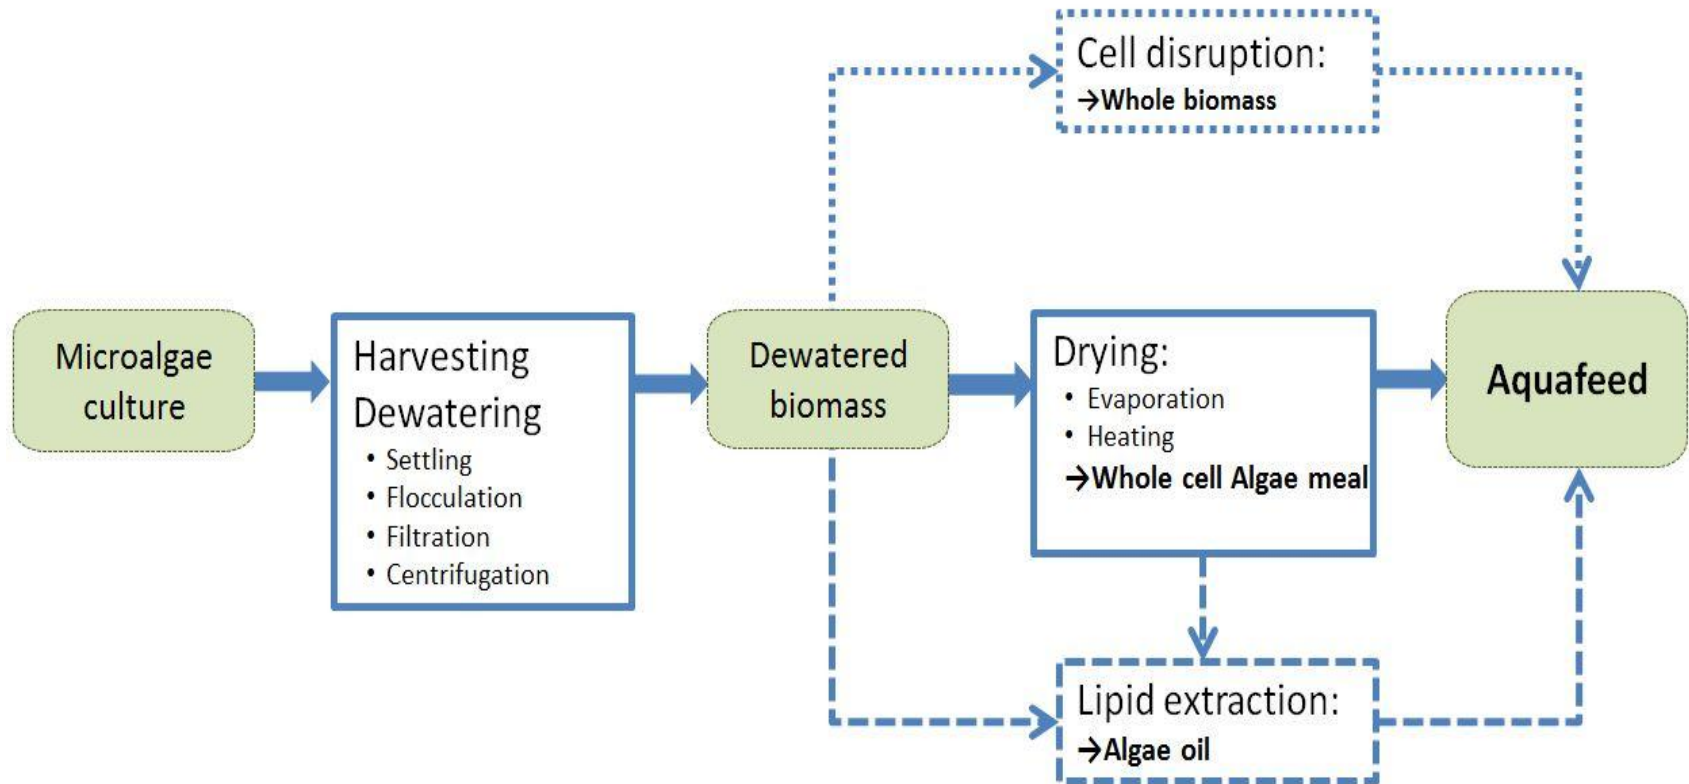 Cell disruption:
→Whole biomass
Microalgae
culture
Harvesting
Dewatering
• Settling
• Flocculation
• Filtration
• Centrifugation
Dewatered
biomass
Drying:
• Evaporation
• Heating
→Whole cell Algae meal
Aquafeed
Lipid extraction:
→Algae oil